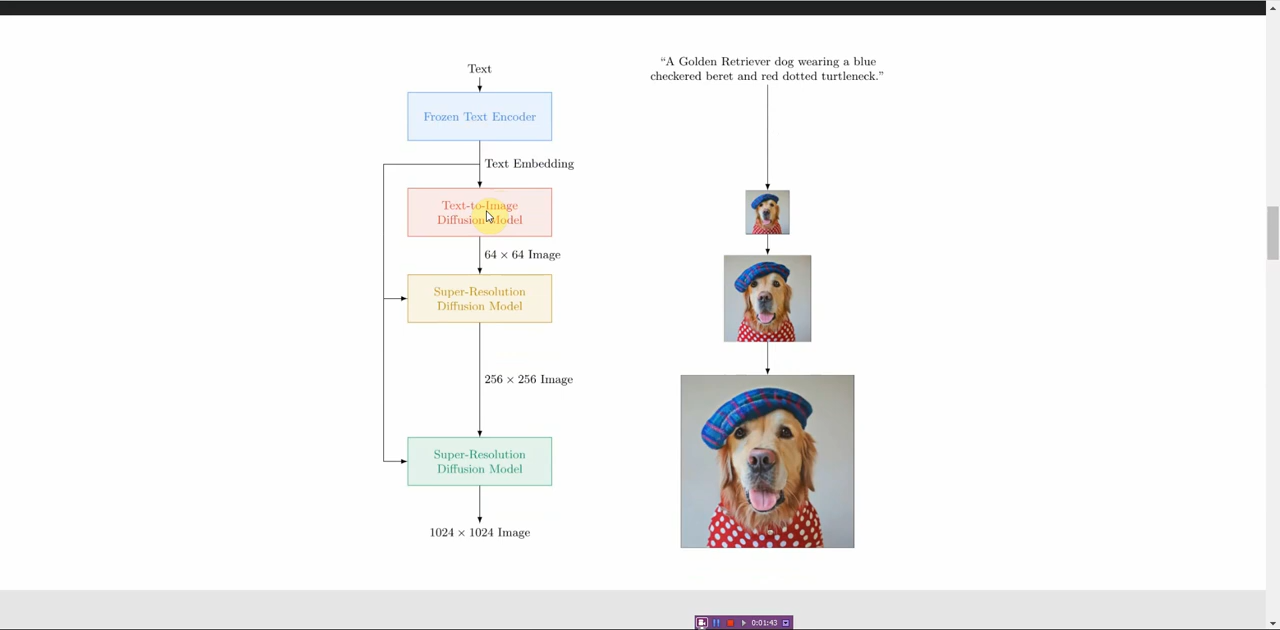 Text
Frozen Text Encoder
Text Embedding
Text-to-Image
Diffusion Model
64 × 64 Image
Super-Resolution
Diffusion Model
256 × 256 Image
Super-Resolution
Diffusion Model
1024 × 1024 Image
“A Golden Retriever dog wearing a blue
checkered beret and red dotted turtleneck.”
0:01:43